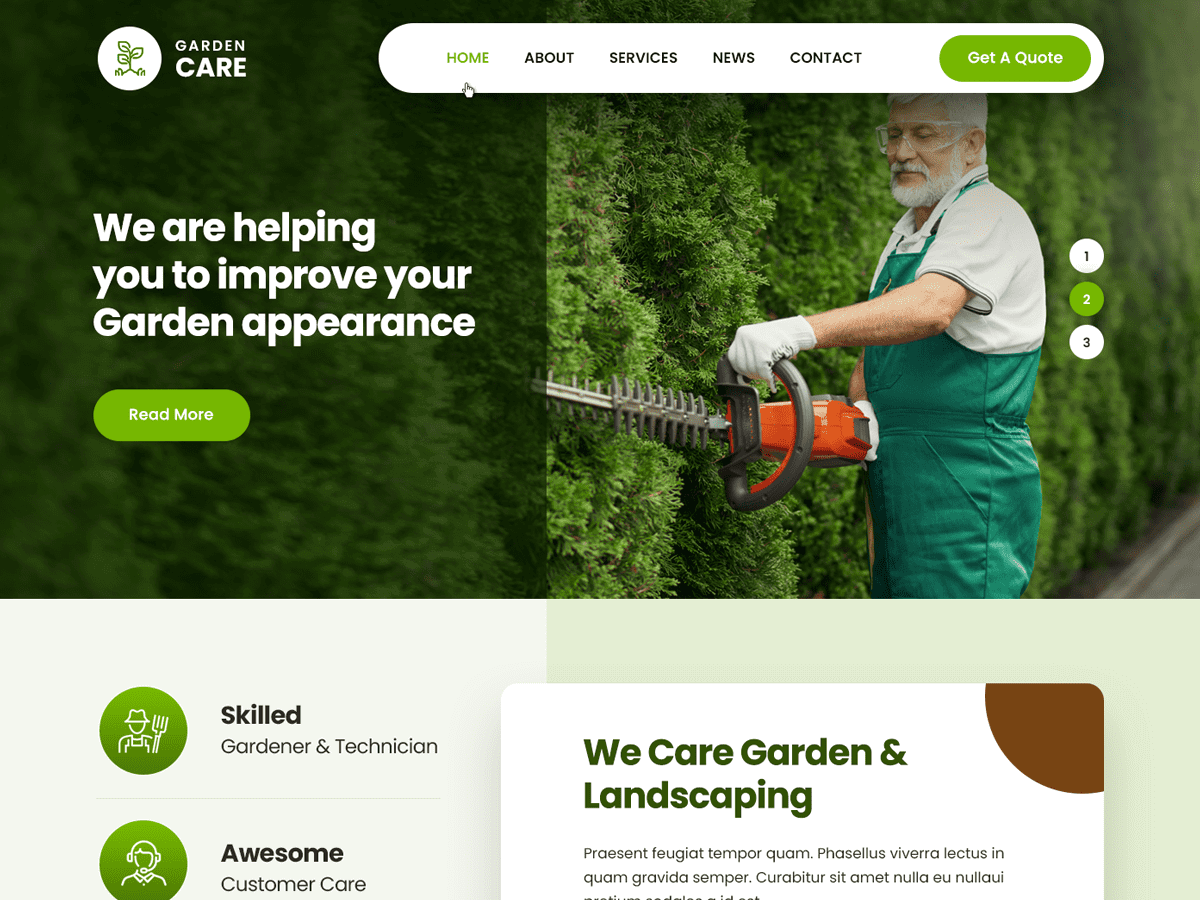 GARDEN
CARE
HOME ABOUT SERVICES NEWS CONTACT Get A Quote
We are helping
you to improve your
Garden appearance
Read More
1
2
3
Skilled
Gardener & Technician
Awesome
Customer Care
We Care Garden &
Landscaping
Praesent feugiat tempor quam. Phasellus viverra lectus in
quam gravida semper. Curabitur sit amet nulla eu nullaui